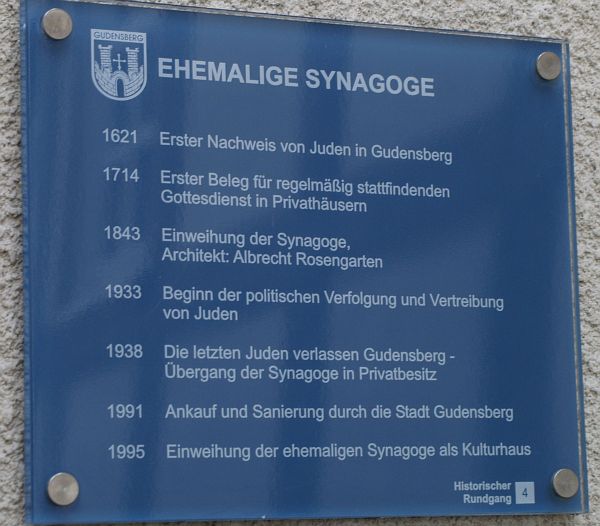 GUDENSBERG
EHEMALIGE SYNAGOGE
1621 Erster Nachweis von Juden in Gudensberg
1714 Erster Beleg für regelmäßig stattfindenden
Gottesdienst in Privathäusern
1843 Einweihung der Synagoge,
Architekt: Albrecht Rosengarten
1933 Beginn der politischen Verfolgung und Vertreibung
von Juden
1938 Die letzten Juden verlassen Gudensberg -
Übergang der Synagoge in Privatbesitz
1991 Ankauf und Sanierung durch die Stadt Gudensberg
1995 Einweihung der ehemaligen Synagoge als Kulturhaus
Historischer
Rundgang 4